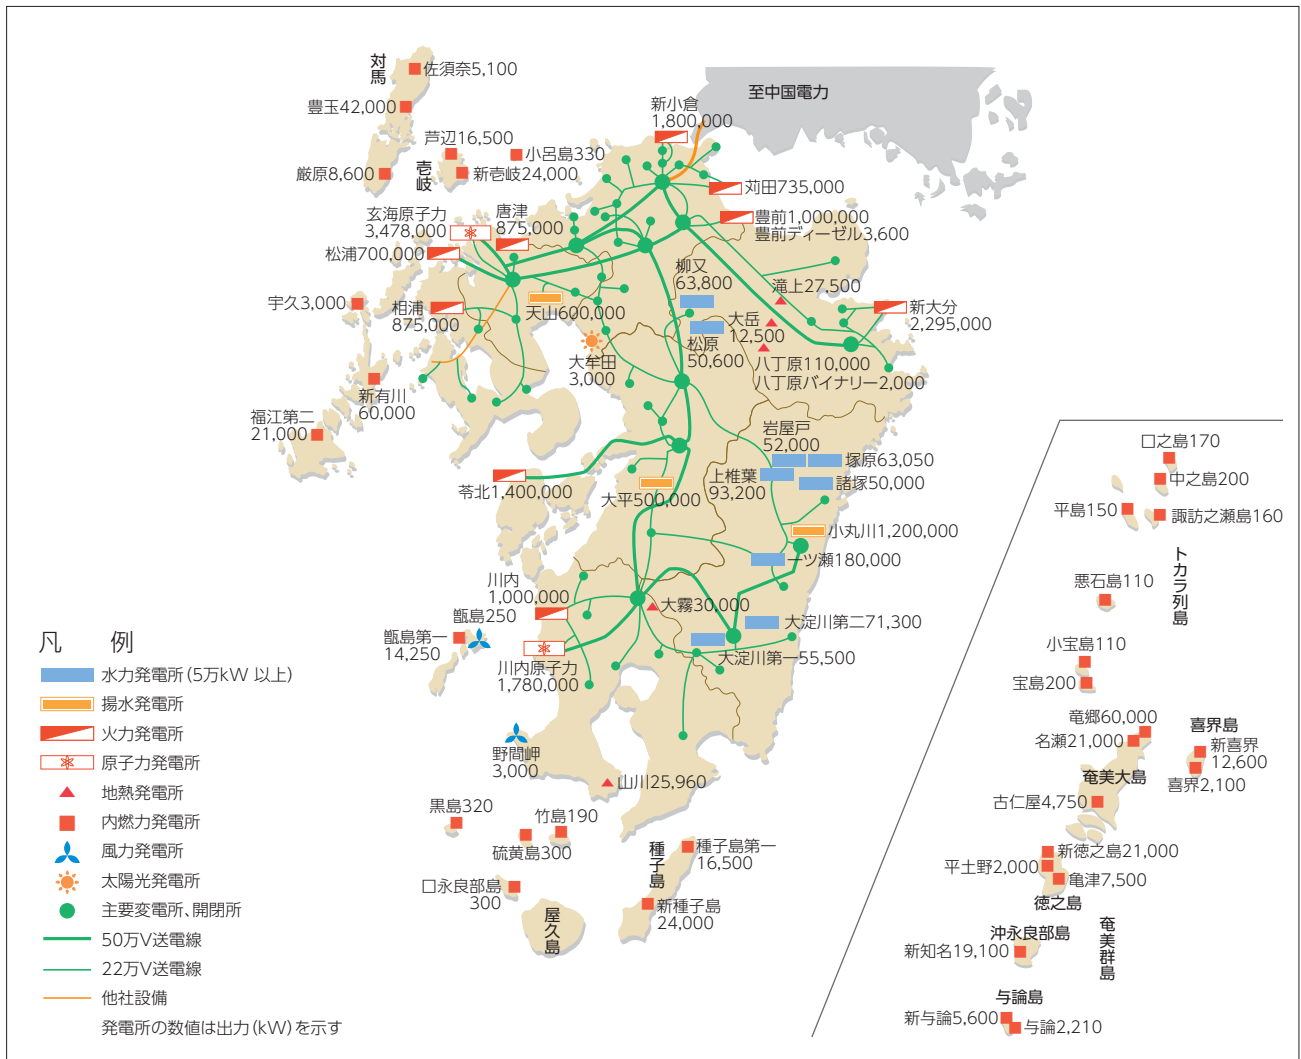 対馬
佐須奈5,100
豊玉42,000
厳原8,600
芦辺16,500
小呂島330
壱岐
新壱岐24,000
至中国電力
新小倉
1,800,000
苅田735,000
豊前1,000,000
豊前ディーゼル3,600
玄海原子力
3,478,000
唐津
875,000
松浦700,000
宇久3,000
相浦
875,000
天山600,000
柳又
63,800
滝上27,500
大岳
12,500
松原
50,600
新大分
2,295,000
八丁原110,000
八丁原バイナリー2,000
大牟田
3,000
新有川
60,000
福江第二
21,000
岩屋戸
52,000
塚原63,050
上椎葉
93,200
諸塚50,000
苓北1,400,000
大平500,000
小丸川1,200,000
一ツ瀬180,000
川内
1,000,000
大霧30,000
甑島250
甑島第一
14,250
大淀川第二71,300
大淀川第一55,500
川内原子力
1,780,000
野間岬
3,000
山川25,960
黒島320
竹島190
硫黄島300
口永良部島
300
屋久島
種子島
種子島第一
16,500
新種子島
24,000
口之島170
中之島200
平島150
諏訪之瀬島160
トカラ列島
悪石島110
小宝島110
宝島200
竜郷60,000
名瀬21,000
喜界島
新喜界
12,600
喜界2,100
奄美大島
古仁屋4,750
新徳之島21,000
平土野2,000
亀津7,500
徳之島
奄美群島
沖永良部島
新知名19,100
与論島
新与論5,600
与論2,210
凡 例
水力発電所(5万kW 以上)
揚水発電所
火力発電所
原子力発電所
地熱発電所
内燃力発電所
風力発電所
太陽光発電所
主要変電所、開閉所
50万V送電線
22万V送電線
他社設備
発電所の数値は出力(kW)を示す